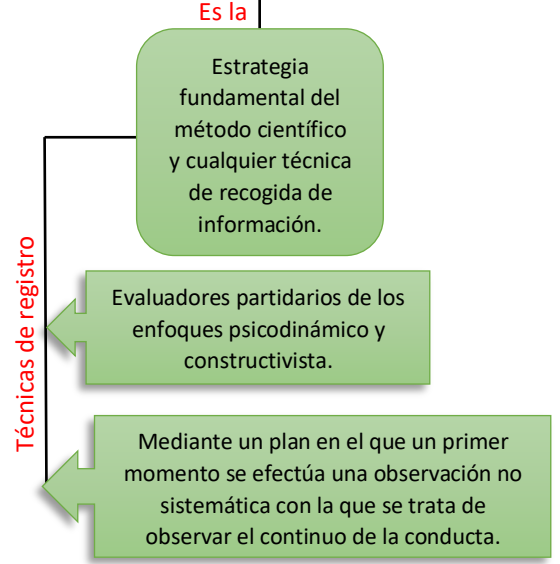 Es la
Estrategia
fundamental del
método científico
y cualquier técnica
de recogida de
información.
Técnicas de registro
Evaluadores partidarios de los
enfoques psicodinámico y
constructivista.
Mediante un plan en el que un primer
momento se efectúa una observación no
sistemática con la que se trata de
observar el continuo de la conducta.